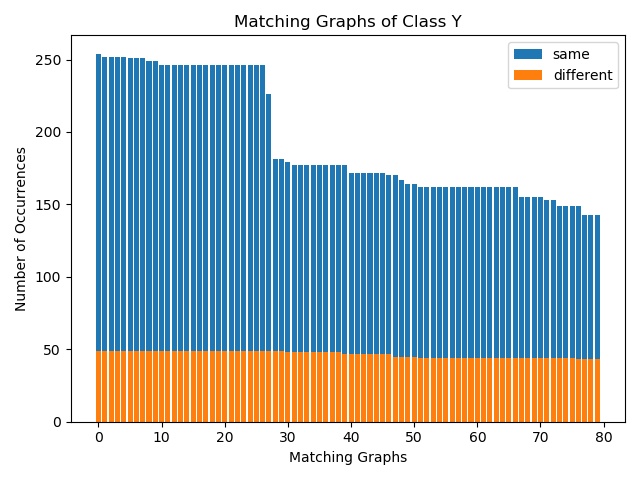 Matching Graphs of Class Y
same
different
Number of Occurrences
250
200
150
100
50
0
0 10 20 30 40 50 60 70 80
Matching Graphs